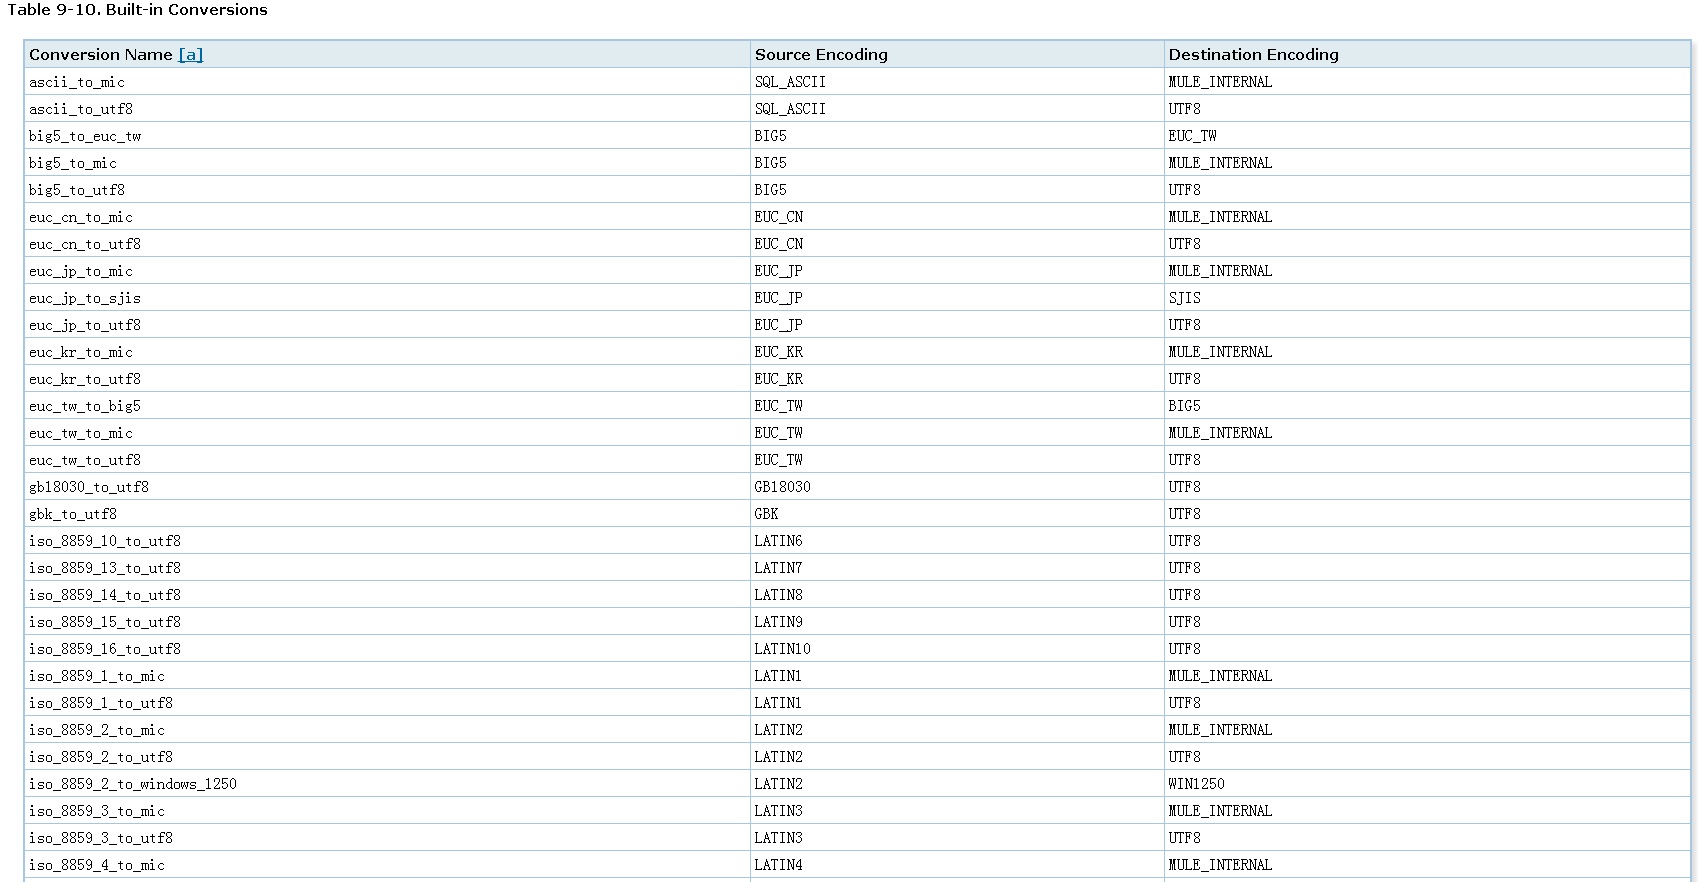 Table 9-10. Built-in Conversions
Conversion Name [a] Source Encoding Destination Encoding
ascii_to_mic SQL_ASCII MULE_INTERNAL
ascii_to_utf8 SQL_ASCII UTF8
big5_to_euc_tw BIG5 EUC_TW
big5_to_mic BIG5 MULE_INTERNAL
big5_to_utf8 BIG5 UTF8
euc_cn_to_mic EUC_CN MULE_INTERNAL
euc_cn_to_utf8 EUC_CN UTF8
euc_jp_to_mic EUC_JP MULE_INTERNAL
euc_jp_to_sjis EUC_JP SJIS
euc_jp_to_utf8 EUC_JP UTF8
euc_kr_to_mic EUC_KR MULE_INTERNAL
euc_kr_to_utf8 EUC_KR UTF8
euc_tw_to_big5 EUC_TW BIG5
euc_tw_to_mic EUC_TW MULE_INTERNAL
euc_tw_to_utf8 EUC_TW UTF8
gb18030_to_utf8 GB18030 UTF8
gbk_to_utf8 GBK UTF8
iso_8859_10_to_utf8 LATIN6 UTF8
iso_8859_13_to_utf8 LATIN7 UTF8
iso_8859_14_to_utf8 LATIN8 UTF8
iso_8859_15_to_utf8 LATIN9 UTF8
iso_8859_16_to_utf8 LATIN10 UTF8
iso_8859_1_to_mic LATIN1 MULE_INTERNAL
iso_8859_1_to_utf8 LATIN1 UTF8
iso_8859_2_to_mic LATIN2 MULE_INTERNAL
iso_8859_2_to_utf8 LATIN2 UTF8
iso_8859_2_to_windows_1250 LATIN2 WIN1250
iso_8859_3_to_mic LATIN3 MULE_INTERNAL
iso_8859_3_to_utf8 LATIN3 UTF8
iso_8859_4_to_mic LATIN4 MULE_INTERNAL